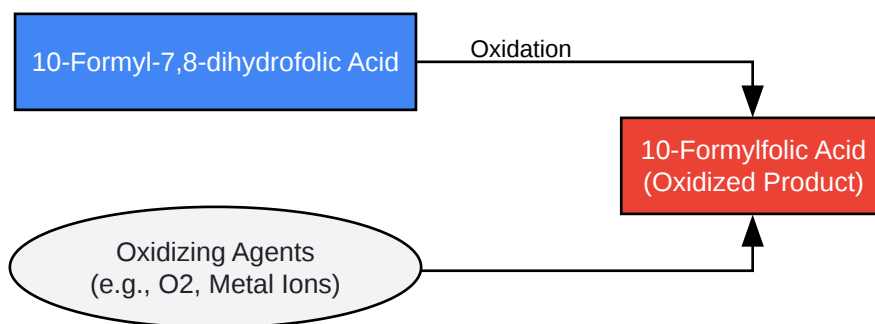 10-Formyl-7,8-dihydrofolic Acid
Oxidation
10-Formylfolic Acid
(Oxidized Product)
Oxidizing Agents
(e.g., O2, Metal Ions)